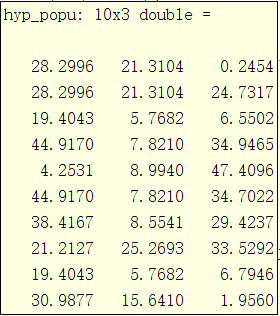 hyp_popu: 10x3 double =
28.2996 21.3104 0.2454
28.2996 21.3104 24.7317
19.4043 5.7682 6.5502
44.9170 7.8210 34.9465
4.2531 8.9940 47.4096
44.9170 7.8210 34.7022
38.4167 8.5541 29.4237
21.2127 25.2693 33.5292
19.4043 5.7682 6.7946
30.9877 15.6410 1.9560